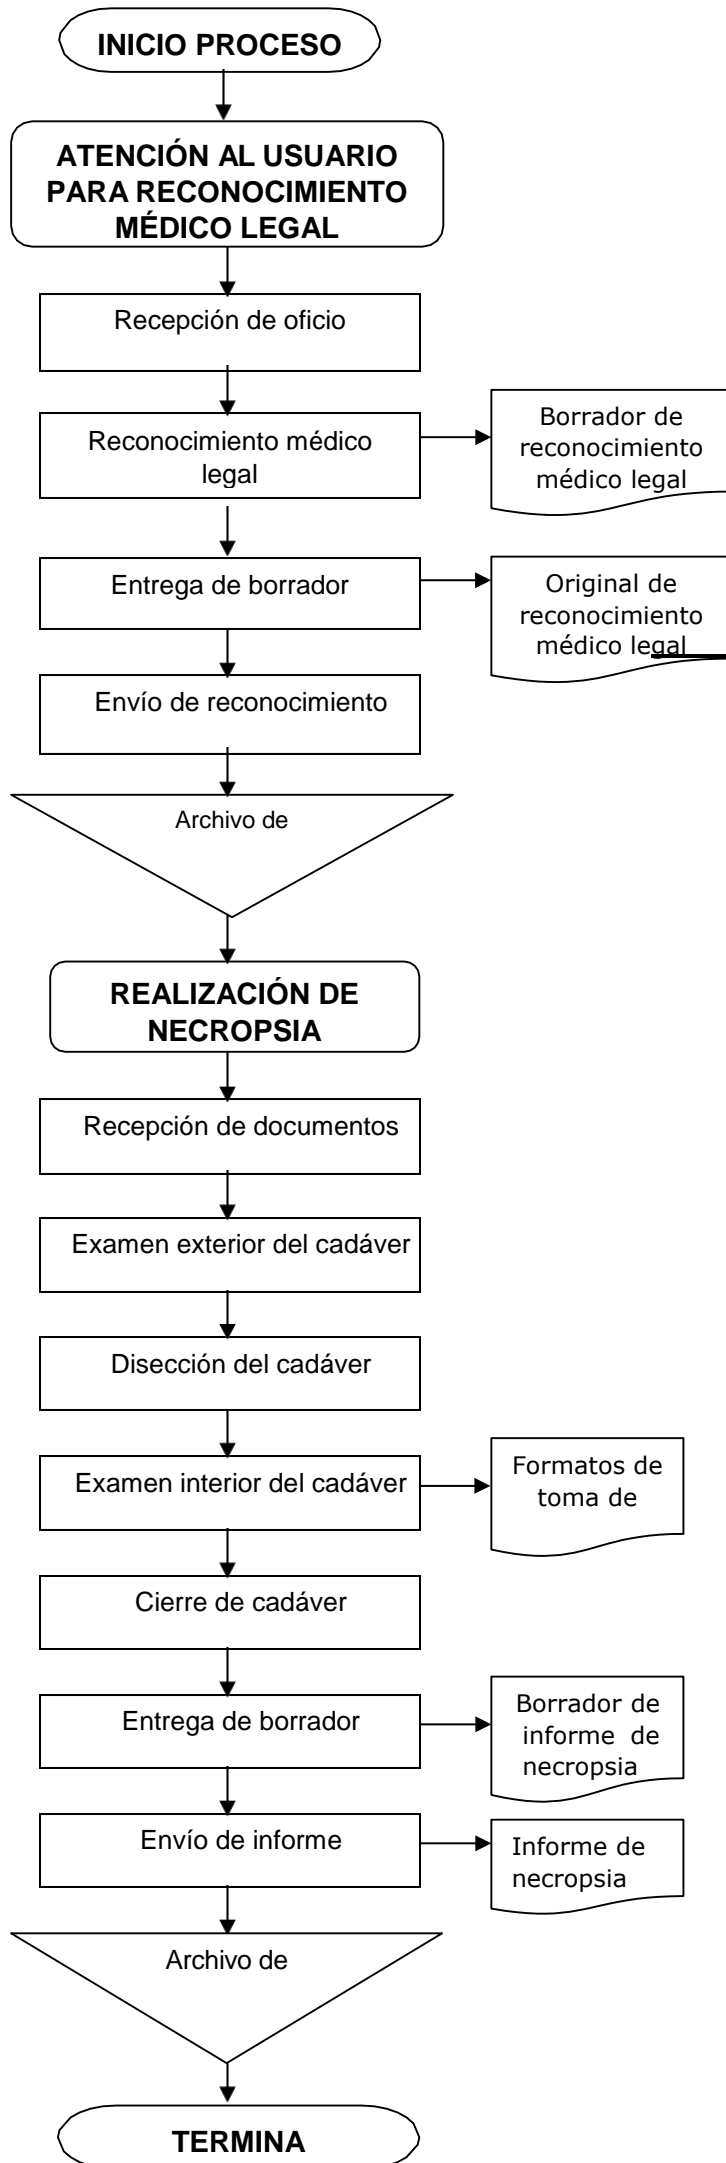 INICIO PROCESO
ATENCIÓN AL USUARIO
PARA RECONOCIMIENTO
MÉDICO LEGAL
Recepción de oficio
Reconocimiento médico
legal
Borrador de
reconocimiento
médico legal
Entrega de borrador
Original de
reconocimiento
médico legal
Envío de reconocimiento
Archivo de
REALIZACIÓN DE
NECROPSIA
Recepción de documentos
Examen exterior del cadáver
Disección del cadáver
Examen interior del cadáver
Formatos de
toma de
Cierre de cadáver
Entrega de borrador
Borrador de
informe de
necropsia
Envío de informe
Informe de
necropsia
Archivo de
TERMINA